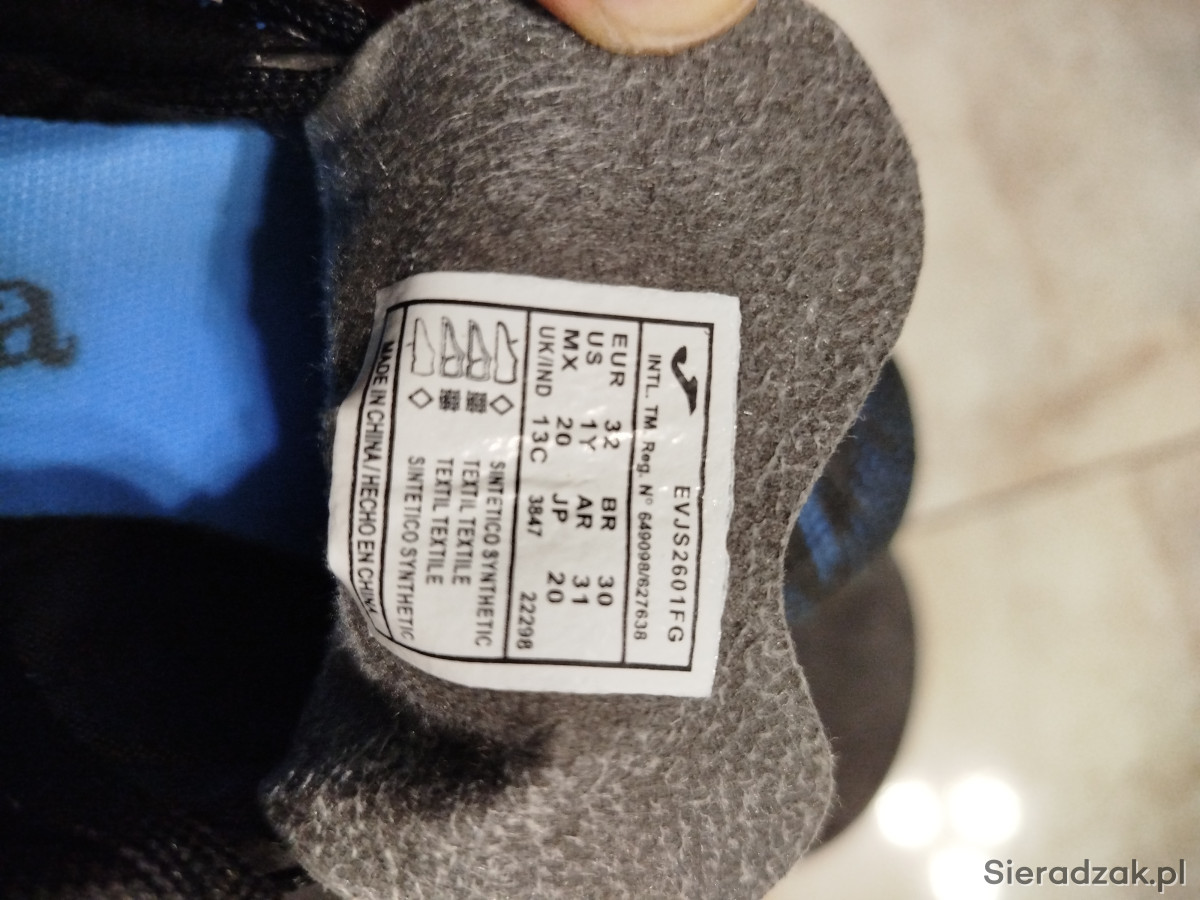 EVJS2601FG
INTL. TM. Reg. Nº 649098/627638
EUR 32 BR 30
US 1Y AR 31
MX 20 JP 20
UK/IND 13C 3847 22298
SINTETICO SYNTHETIC
TEXTIL TEXTILE
TEXTIL TEXTILE
SINTETICO SYNTHETIC
MADE IN CHINA/HECHO EN CHINA
a
Sieradzak.pl